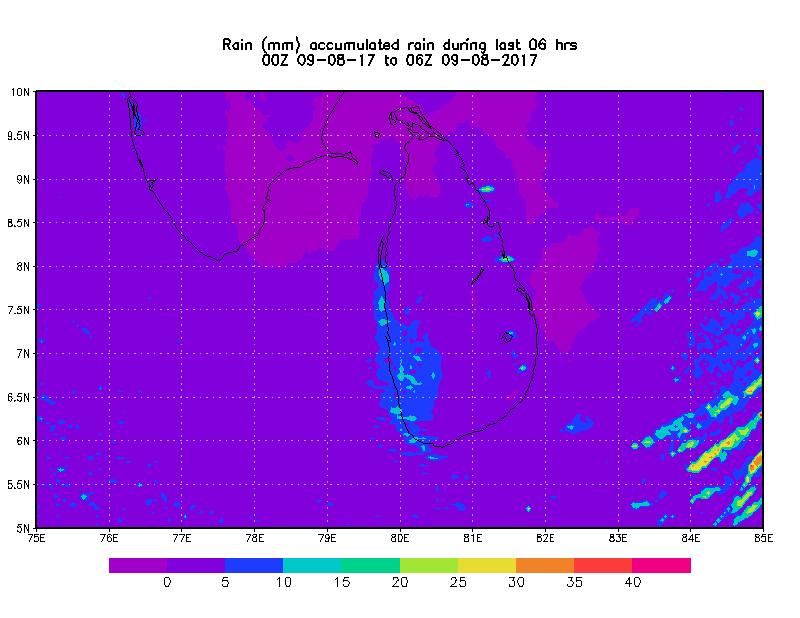 Rain (mm) accumulated rain during last 06 hrs
00Z 09-08-17 to 06Z 09-08-2017
10N
9.5N
9N
8.5N
8N
7.5N
7N
6.5N
6N
5.5N
5N
75E 76E 77E 78E 79E 80E 81E 82E 83E 84E 85E
0 5 10 15 20 25 30 35 40